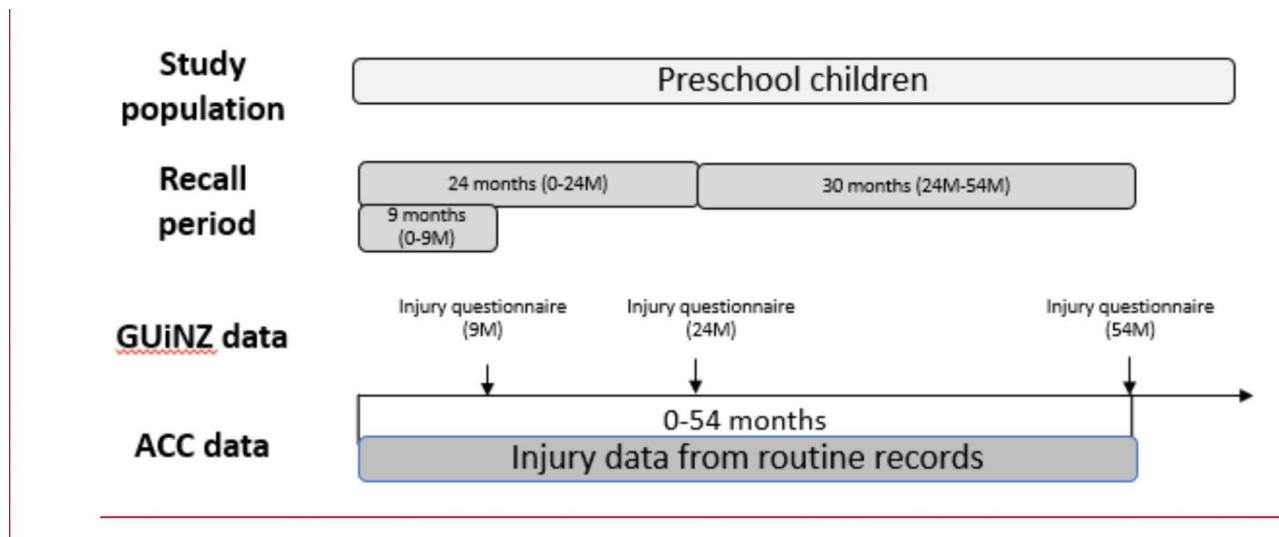 Study
population
Preschool children
Recall
period
24 months (0-24M)
30 months (24M-54M)
9 months
(0-9M)
GUiNZ data
Injury questionnaire
(9M)
Injury questionnaire
(24M)
Injury questionnaire
(54M)
ACC data
0-54 months
Injury data from routine records